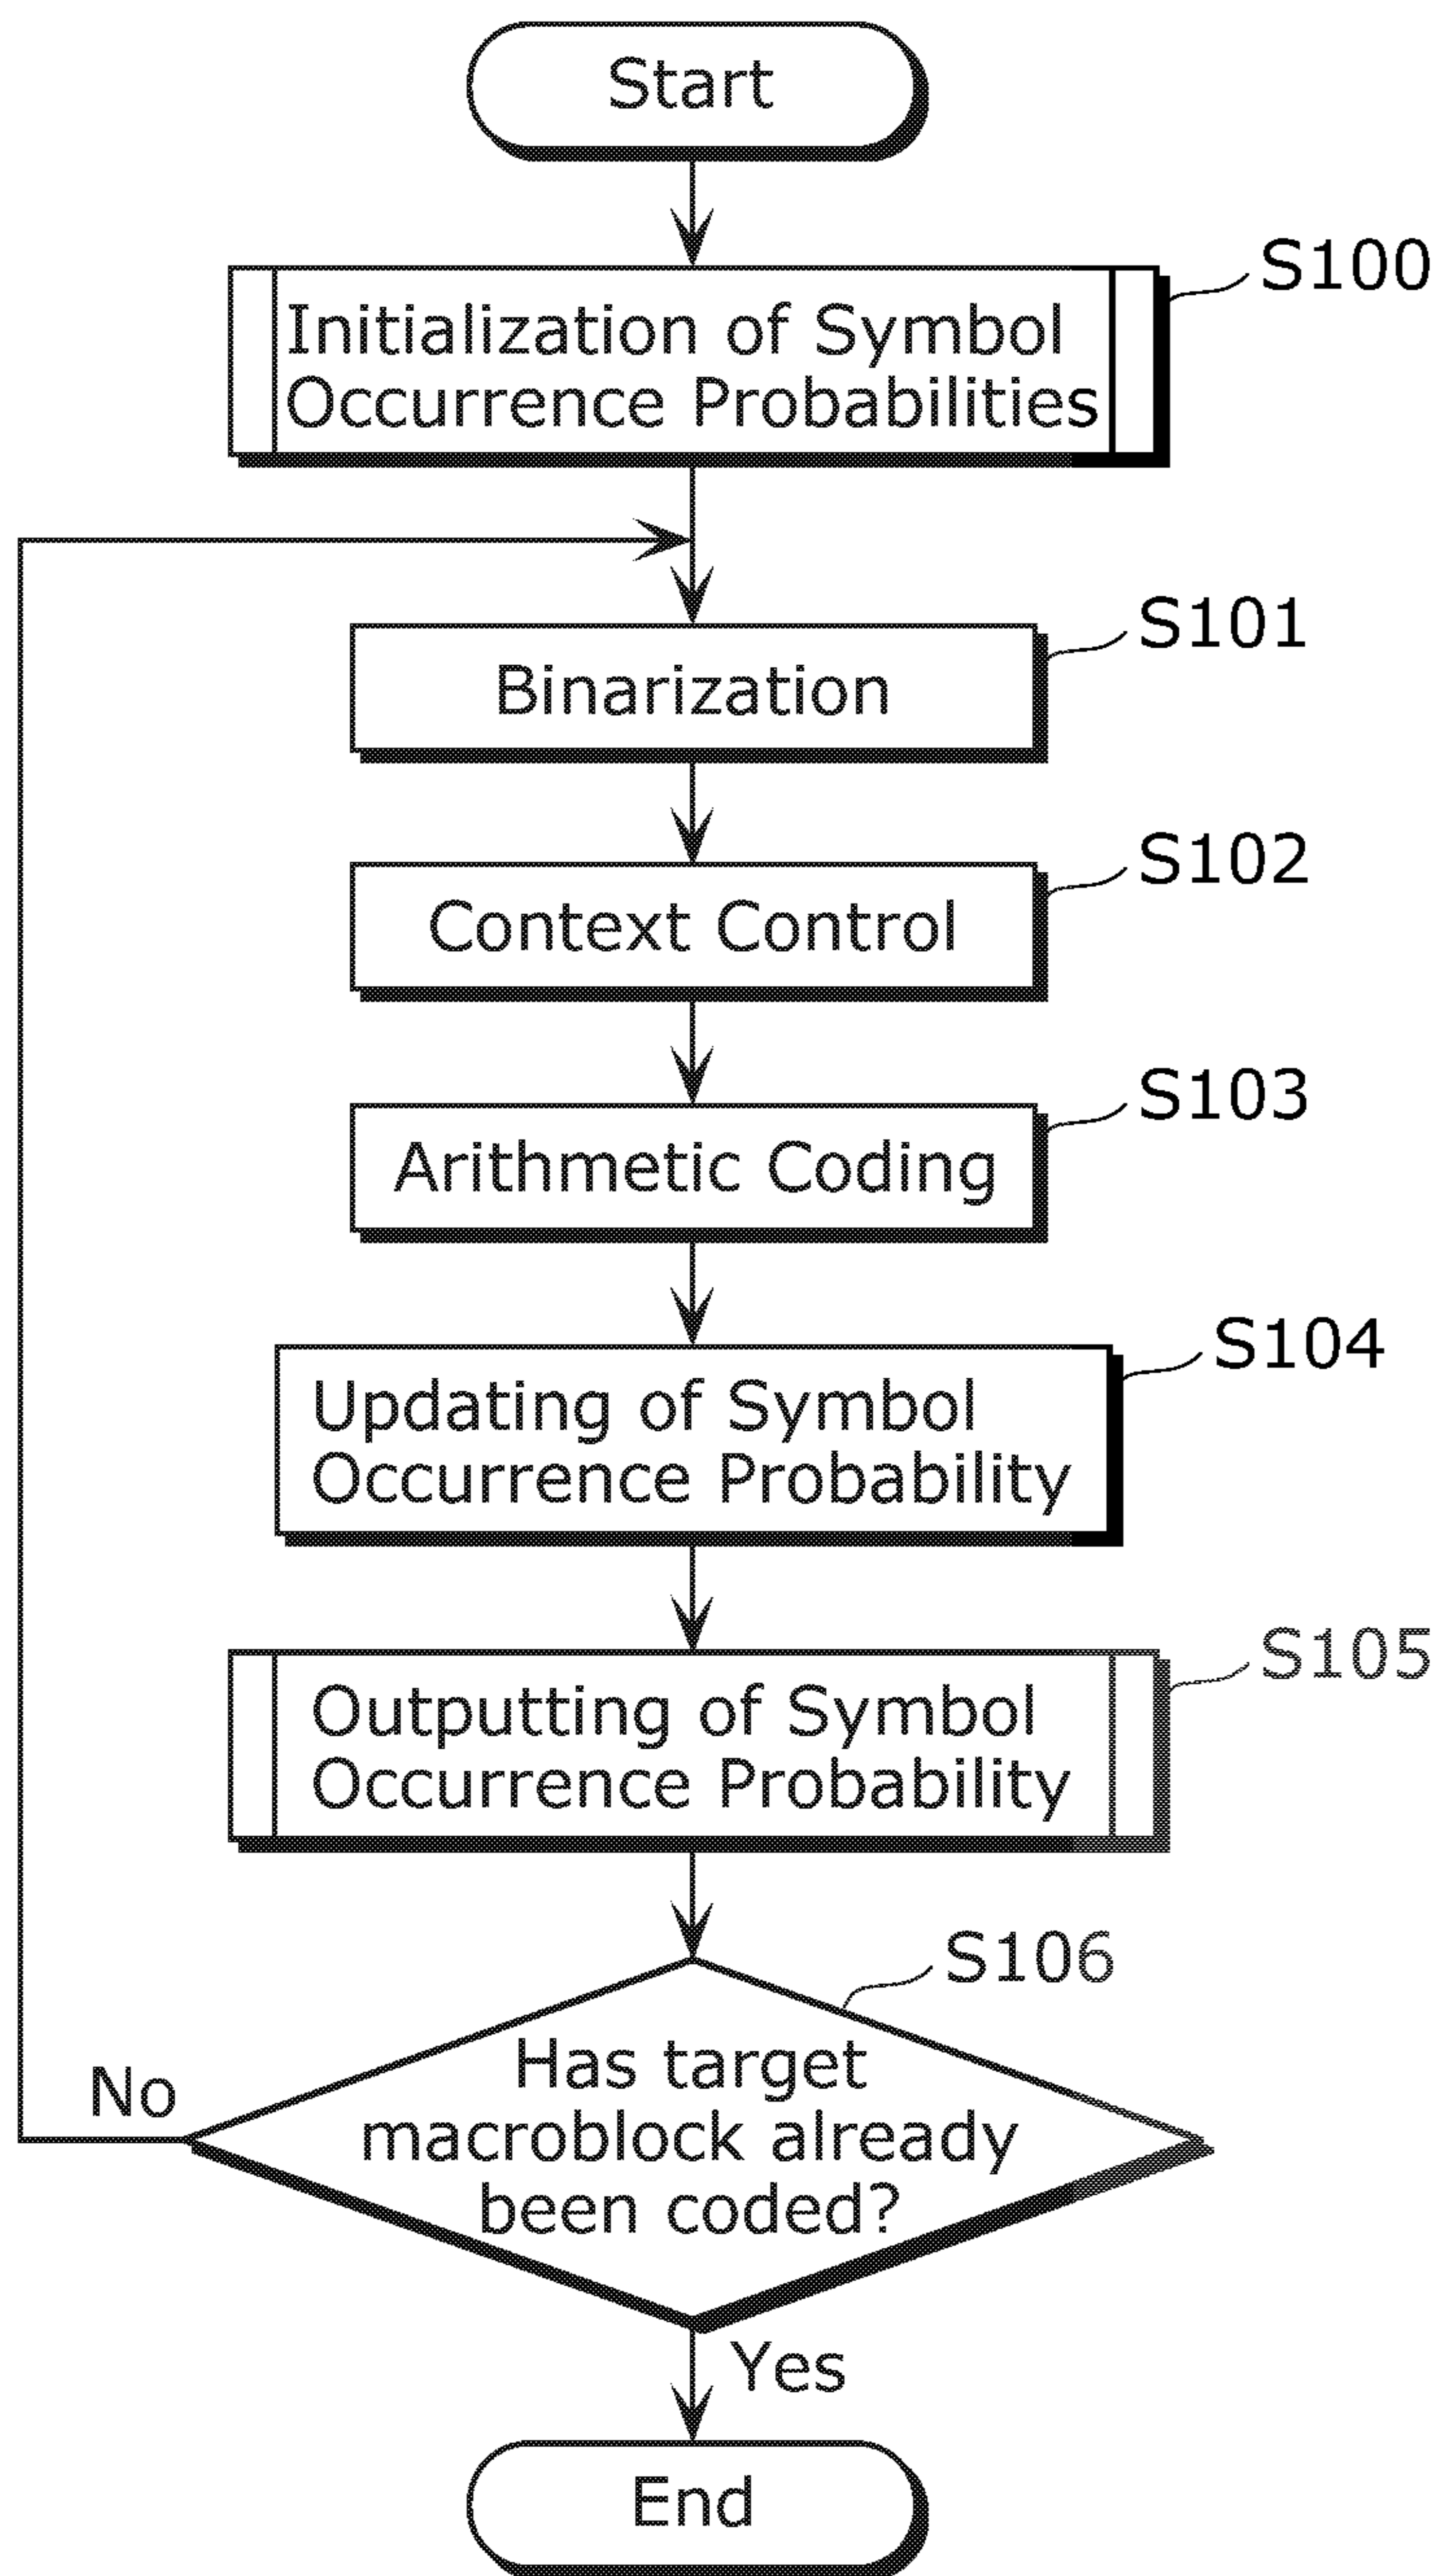 Start
S100
Initialization of Symbol
Occurrence Probabilities
S101
Binarization
S102
Context Control
S103
Arithmetic Coding
S104
Updating of Symbol
Occurrence Probability
S105
Outputting of Symbol
Occurrence Probability
S106
Has target
macroblock already
been coded?
No
Yes
End